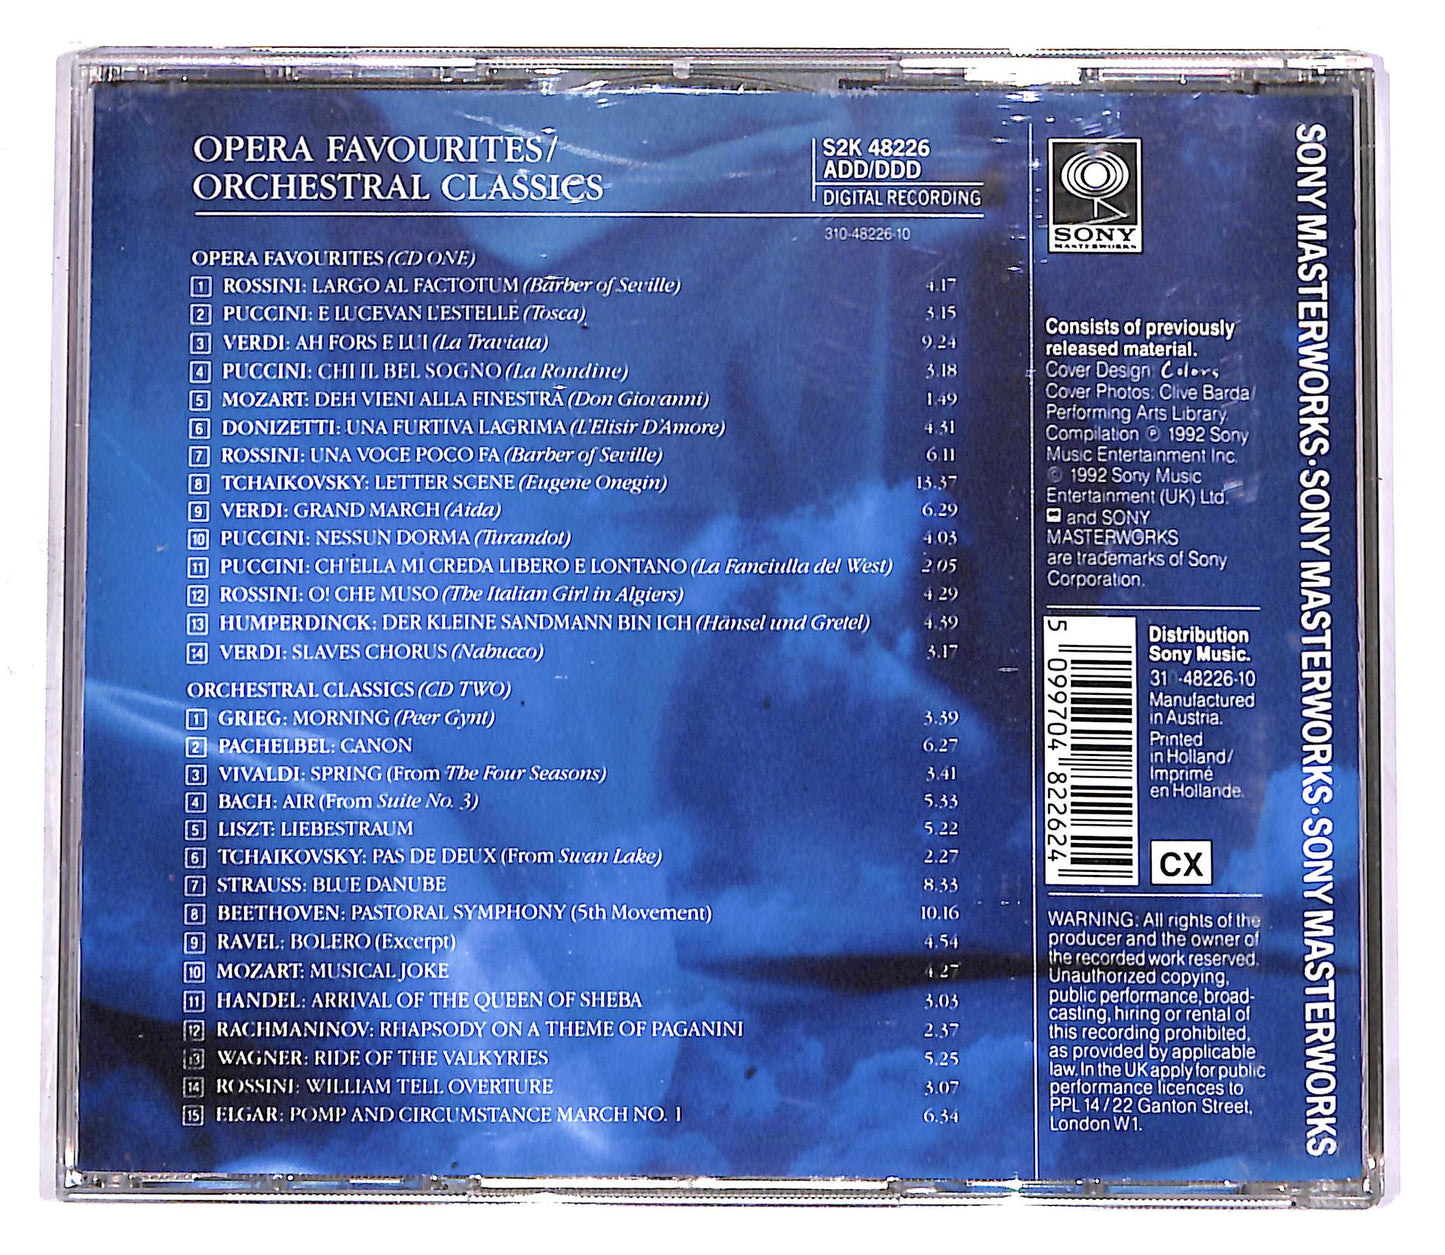 OPERA FAVOURITES/
ORCHESTRAL CLASSICS
S2K 48226
ADD/DDD
DIGITAL RECORDING
310-48226-10
OPERA FAVOURITES (CD ONE)
1 ROSSINI: LARGO AL FACTOTUM (Barber of Seville) 4.17
2 PUCCINI: E LUCEVAN L'ESTELLE (Tosca) 3.15
3 VERDI: AH FORS E LUI (La Traviata) 9.24
4 PUCCINI: CHI IL BEL SOGNO (La Rondine) 3.18
5 MOZART: DEH VIENI ALLA FINESTRA (Don Giovanni) 1.49
6 DONIZETTI: UNA FURTIVA LAGRIMA (L'Elisir D'Amore) 4.31
7 ROSSINI: UNA VOCE POCO FA (Barber of Seville) 6.11
8 TCHAIKOVSKY: LETTER SCENE (Eugene Onegin) 13.37
9 VERDI: GRAND MARCH (Aida) 6.29
10 PUCCINI: NESSUN DORMA (Turandot) 4.03
11 PUCCINI: CH'ELLA MI CREDA LIBERO E LONTANO (La Fanciulla del West) 2.05
12 ROSSINI: O! CHE MUSO (The Italian Girl in Algiers) 4.29
13 HUMPERDINCK: DER KLEINE SANDMANN BIN ICH (Hänsel und Gretel) 4.39
14 VERDI: SLAVES CHORUS (Nabucco) 3.17
ORCHESTRAL CLASSICS (CD TWO)
1 GRIEG: MORNING (Peer Gynt) 3.39
2 PACHELBEL: CANON 6.27
3 VIVALDI: SPRING (From The Four Seasons) 3.41
4 BACH: AIR (From Suite No. 3) 5.33
5 LISZT: LIEBESTRAUM 5.22
6 TCHAIKOVSKY: PAS DE DEUX (From Swan Lake) 2.27
7 STRAUSS: BLUE DANUBE 8.33
8 BEETHOVEN: PASTORAL SYMPHONY (5th Movement) 10.16
9 RAVEL: BOLERO (Excerpt) 4.54
10 MOZART: MUSICAL JOKE 4.27
11 HANDEL: ARRIVAL OF THE QUEEN OF SHEBA 3.03
12 RACHMANINOV: RHAPSODY ON A THEME OF PAGANINI 2.37
13 WAGNER: RIDE OF THE VALKYRIES 5.25
14 ROSSINI: WILLIAM TELL OVERTURE 3.07
15 ELGAR: POMP AND CIRCUMSTANCE MARCH NO. 1 6.34
SONY
MASTERWORKS
Consists of previously
released material.
Cover Design: Colors
Cover Photos: Clive Barda/
Performing Arts Library.
Compilation ℗ 1992 Sony
Music Entertainment Inc.
© 1992 Sony Music
Entertainment (UK) Ltd.
and SONY
MASTERWORKS
are trademarks of Sony
Corporation.
5 099704 822624
Distribution
Sony Music.
31 -48226-10
Manufactured
in Austria.
Printed
in Holland/
Imprimé
en Hollande.
CX
WARNING: All rights of the
producer and the owner of
the recorded work reserved.
Unauthorized copying,
public performance, broad-
casting, hiring or rental of
this recording prohibited,
as provided by applicable
law. In the UK apply for public
performance licences to
PPL 14/22 Ganton Street,
London W1.
SONY MASTERWORKS·SONY MASTERWORKS·SONY MASTERWORKS